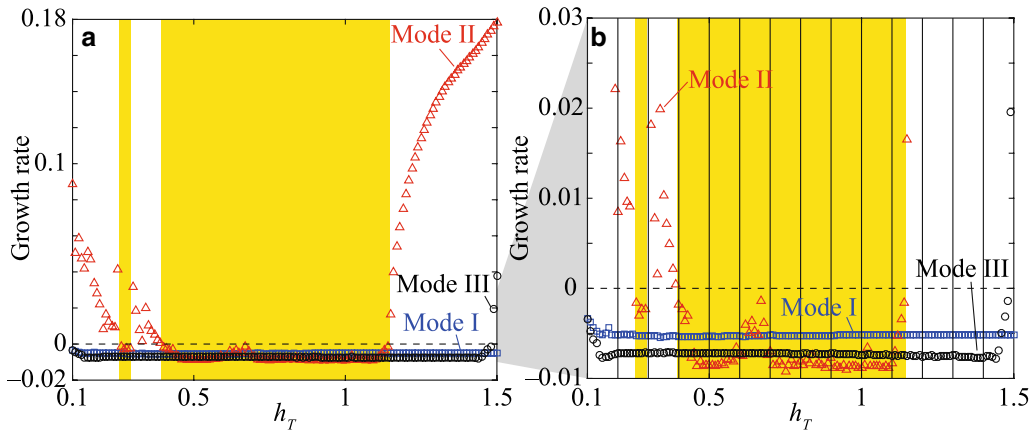 a
Mode II
Mode III
Mode I
Growth rate
0.18
0.1
0
−0.02
0.1
0.5
1
1.5
h_T
b
Mode II
Mode III
Mode I
Growth rate
0.03
0.02
0.01
0
−0.01
0.1
0.5
1.0
1.5
h_T